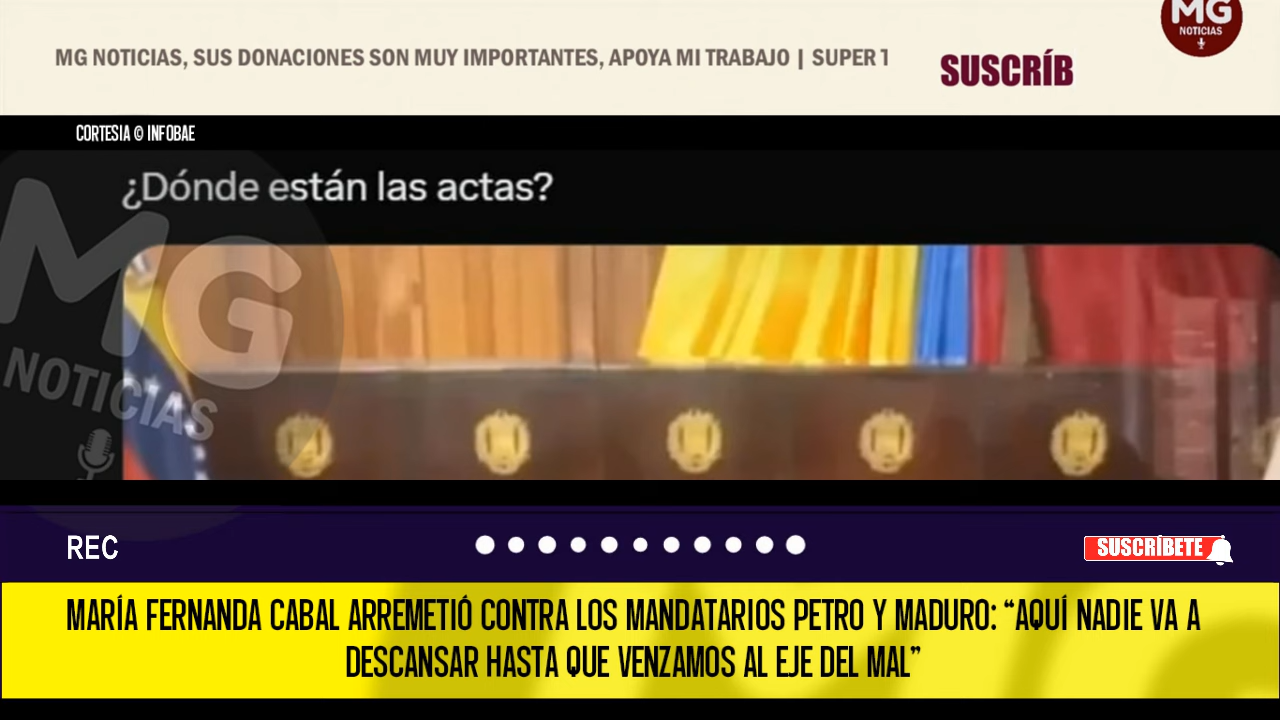 MG
NOTICIAS
MG NOTICIAS, SUS DONACIONES SON MUY IMPORTANTES, APOYA MI TRABAJO | SUPER T
SUSCRÍB
CORTESIA © INFOBAE
¿Dónde están las actas?
MG
NOTICIAS
REC
SUSCRÍBETE
MARÍA FERNANDA CABAL ARREMETIÓ CONTRA LOS MANDATARIOS PETRO Y MADURO: “AQUÍ NADIE VA A
DESCANSAR HASTA QUE VENZAMOS AL EJE DEL MAL”